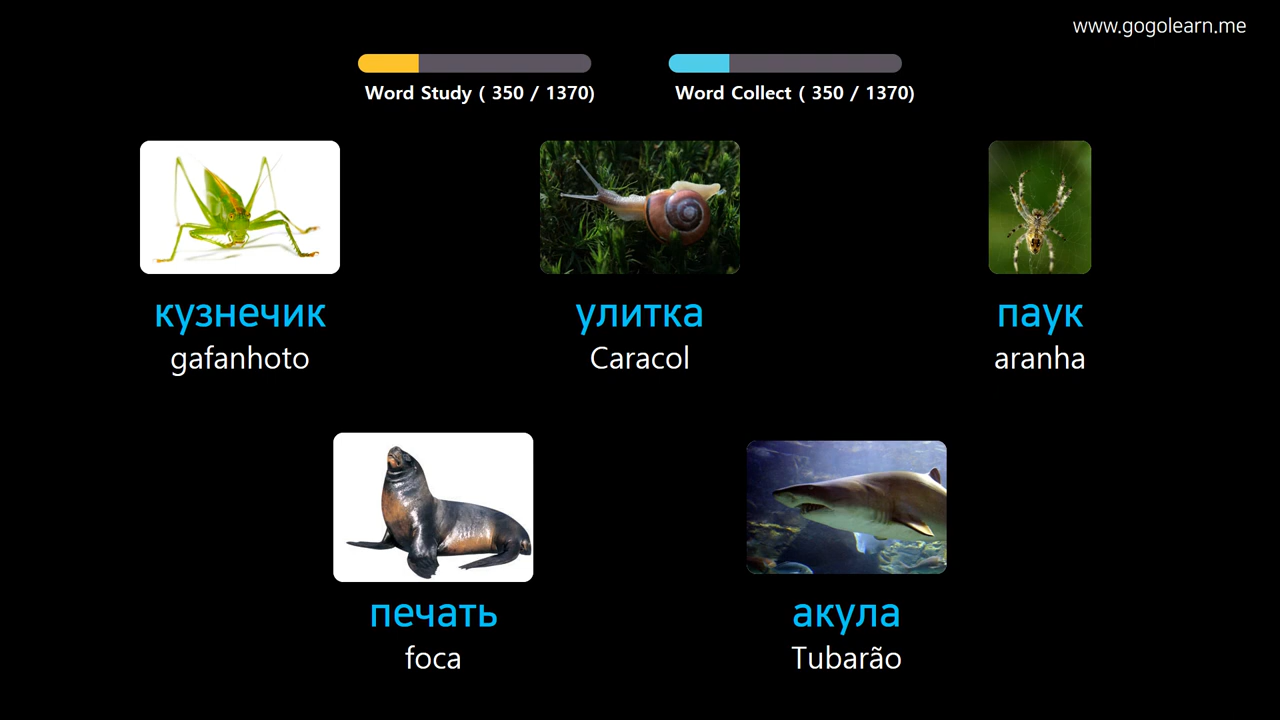 www.gogolearn.me
Word Study ( 350 / 1370)
Word Collect ( 350 / 1370)
кузнечик
gafanhoto
улитка
Caracol
паук
aranha
печать
foca
акула
Tubarão